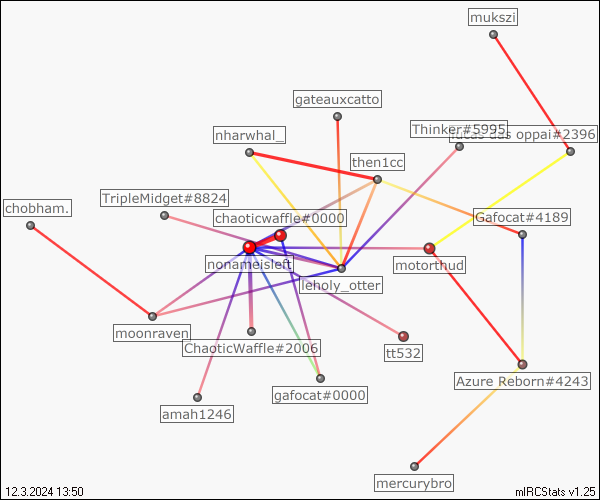 mukszi
gateauxcatto
Thinker#5995
das oppai#2396
nharwhal_
then1cc
TripleMidget#8824
chobham.
chaoticwaffle#0000
Gafocat#4189
nonameisleft
motorthud
leholy_otter
moonraven
ChaoticWaffle#2006
tt532
Azure Reborn#4243
gafocat#0000
amah1246
mercurybro
12.3.2024 13:50
mIRCStats v1.25